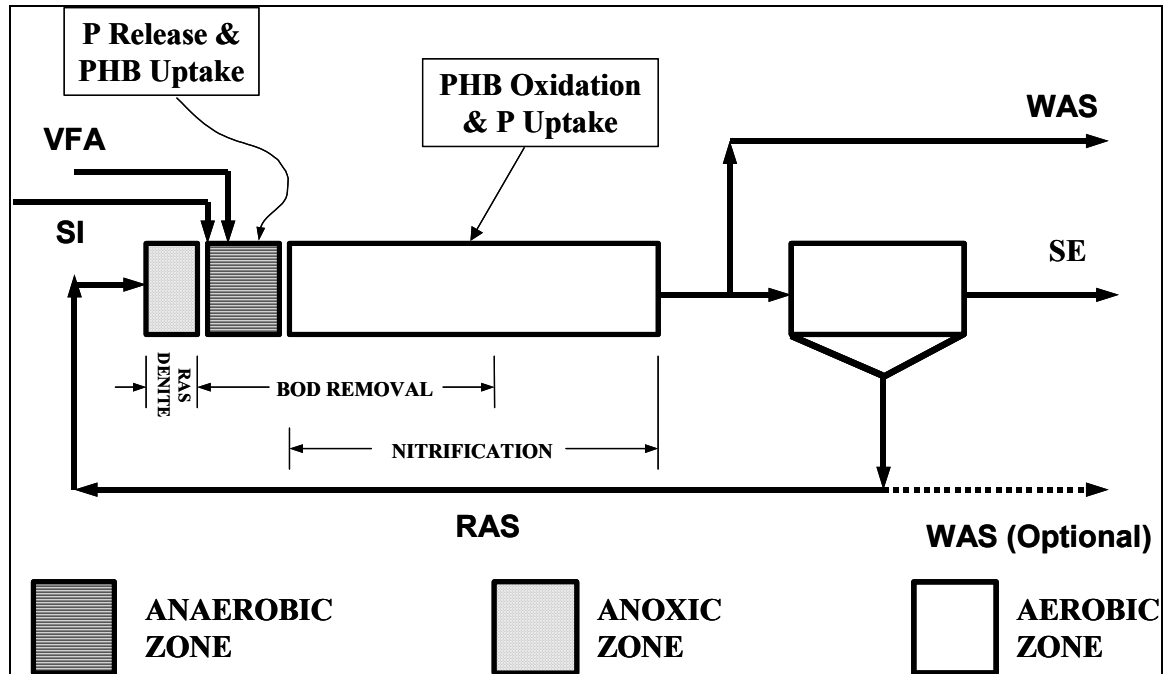 P Release &
PHB Uptake
PHB Oxidation
& P Uptake
WAS
VFA
SI
SE
RAS
DENITE
BOD REMOVAL
NITRIFICATION
RAS
WAS (Optional)
ANAEROBIC
ZONE
ANOXIC
ZONE
AEROBIC
ZONE